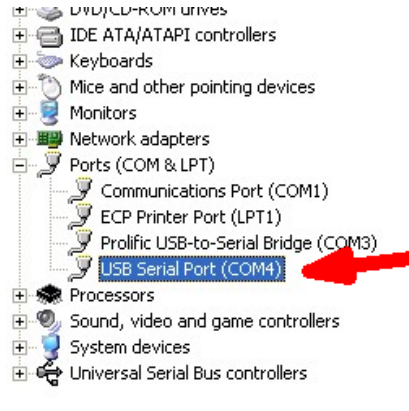 DVD/CD-ROM drives
IDE ATA/ATAPI controllers
Keyboards
Mice and other pointing devices
Monitors
Network adapters
Ports (COM & LPT)
Communications Port (COM1)
ECP Printer Port (LPT1)
Prolific USB-to-Serial Bridge (COM3)
USB Serial Port (COM4)
Processors
Sound, video and game controllers
System devices
Universal Serial Bus controllers